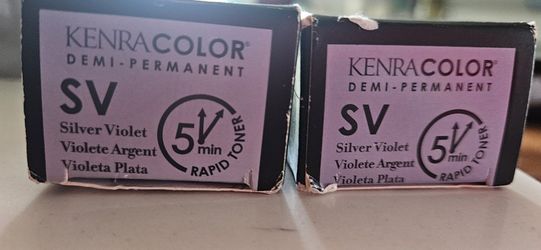 KENRACOLOR®
DEMI-PERMANENT
SV
Silver Violet
Violete Argent
Violeta Plata
5 min
RAPID TONER
KENRACOLOR®
DEMI-PERMANENT
SV
Silver Violet
Violete Argent
Violeta Plata
5 min
RAPID TONER